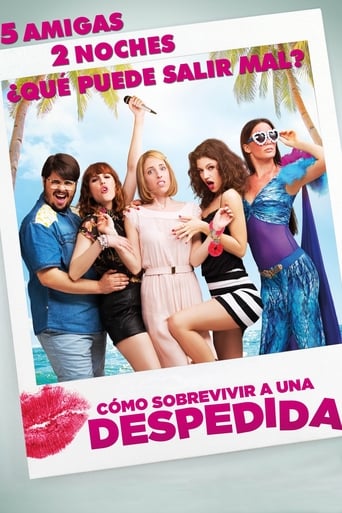 5 AMIGAS
2 NOCHES
¿QUÉ PUEDE SALIR MAL?
CÓMO SOBREVIVIR A UNA
DESPEDIDA